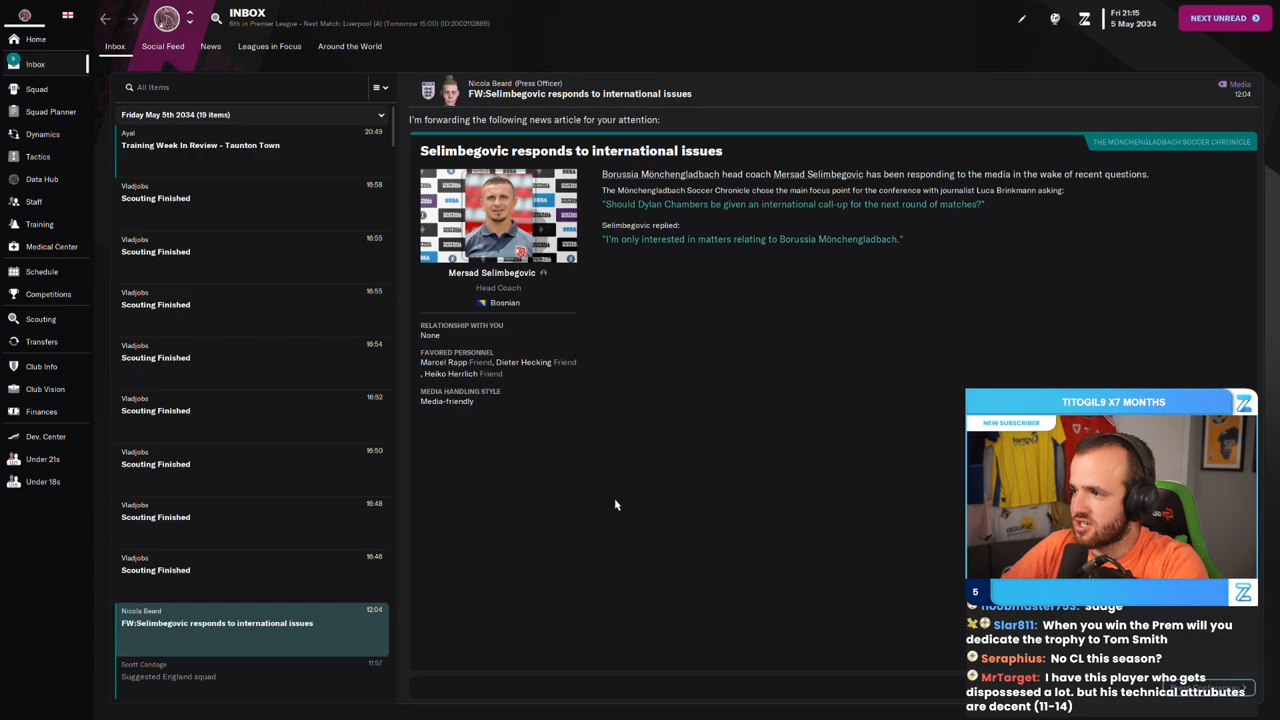 INBOX
6th in Premier League - Next Match: Liverpool (A) (Tomorrow 15:00) (ID:2002112689)
Fri 21:15
5 May 2034
NEXT UNREAD
Home
Inbox
Squad
Squad Planner
Dynamics
Tactics
Data Hub
Staff
Training
Medical Center
Schedule
Competitions
Scouting
Transfers
Club Info
Club Vision
Finances
Dev. Center
Under 21s
Under 18s
Inbox
Social Feed
News
Leagues in Focus
Around the World
All Items
Friday May 5th 2034 (19 items)
Ayal
20:49
Training Week In Review - Taunton Town
Vladjobs
16:58
Scouting Finished
Vladjobs
16:55
Scouting Finished
Vladjobs
16:55
Scouting Finished
Vladjobs
16:54
Scouting Finished
Vladjobs
16:52
Scouting Finished
Vladjobs
16:50
Scouting Finished
Vladjobs
16:48
Scouting Finished
Vladjobs
16:46
Scouting Finished
Nicola Beard
12:04
FW:Selimbegovic responds to international issues
Scott Candage
11:57
Suggested England squad
Nicola Beard (Press Officer)
FW:Selimbegovic responds to international issues
Media
12:04
I'm forwarding the following news article for your attention:
THE MÖNCHENGLADBACH SOCCER CHRONICLE
Selimbegovic responds to international issues
Mersad Selimbegovic
Head Coach
Bosnian
RELATIONSHIP WITH YOU
None
FAVORED PERSONNEL
Marcel Rapp Friend, Dieter Hecking Friend
, Heiko Herrlich Friend
MEDIA HANDLING STYLE
Media-friendly
Borussia Mönchengladbach head coach Mersad Selimbegovic has been responding to the media in the wake of recent questions.
The Mönchengladbach Soccer Chronicle chose the main focus point for the conference with journalist Luca Brinkmann asking:
"Should Dylan Chambers be given an international call-up for the next round of matches?"
Selimbegovic replied:
"I'm only interested in matters relating to Borussia Mönchengladbach."
TITOGIL9 X7 MONTHS
NEW SUBSCRIBER
5
Slar811: When you win the Prem will you
dedicate the trophy to Tom Smith
Seraphius: No CL this season?
MrTarget: I have this player who gets
dispossesed a lot. but his technical attrubutes
are decent (11-14)